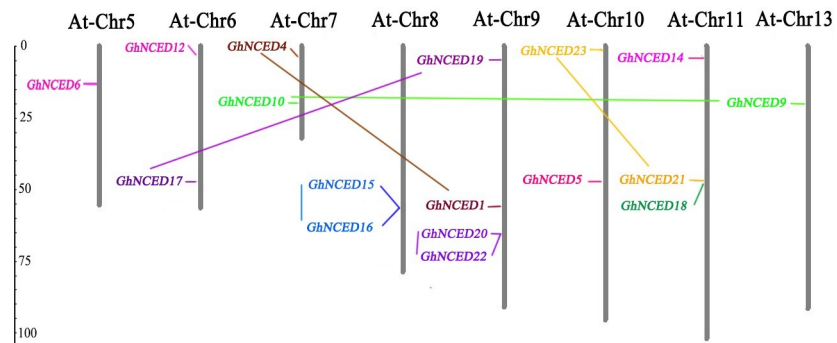 At-Chr5 At-Chr6 At-Chr7 At-Chr8 At-Chr9 At-Chr10 At-Chr11 At-Chr13
0 GhNCED12 GhNCED4 GhNCED23
GhNCED19 GhNCED14
GhNCED6
GhNCED10 GhNCED9
25
50 GhNCED17 GhNCED15 GhNCED5 GhNCED21
GhNCED1 GhNCED18
GhNCED16
GhNCED20
75 GhNCED22
100